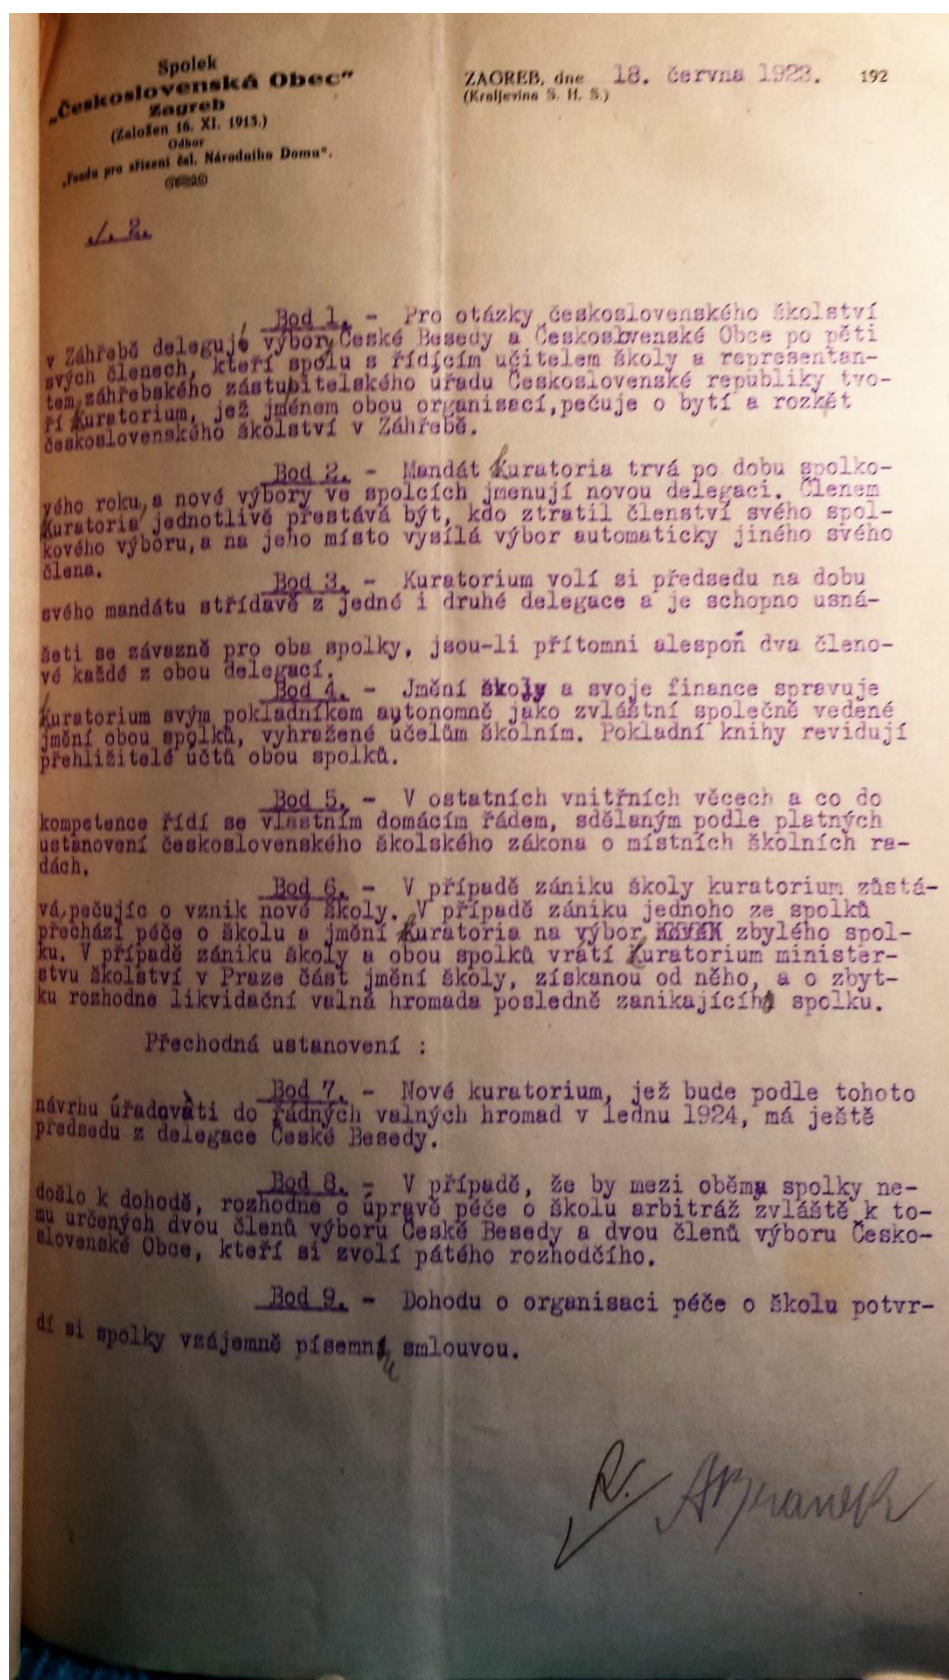 Spolek
„Československá Obec“
Zagreb
(Založen 16. XI. 1913.)
Odbor
„Fondu pro zřízení čsl. Národního Domu“.
ZAGREB, dne 18. června 1923. 192
(Kraljevina S. H. S.)
Bod 1. - Pro otázky československého školství
v Záhřebě delegují výbory České Besedy a Československé Obce po pěti
svých členech, kteří spolu s řídícím učitelem školy a representan-
tem záhřebského zástupitelského úřadu Československé republiky tvo-
ří Kuratorium, jež jménem obou organisací, pečuje o bytí a rozkět
československého školství v Záhřebě.
Bod 2. - Mandát kuratoria trvá po dobu spolko-
vého roku, a nové výbory ve spolcích jmenují novou delegaci. Členem
kuratoria jednotlivě přestává být, kdo ztratil členství svého spol-
kového výboru, a na jeho místo vysílá výbor automaticky jiného svého
člena.
Bod 3. - Kuratorium volí si předsedu na dobu
svého mandátu střídavě z jedné i druhé delegace a je schopno usná-
šeti se závazně pro oba spolky, jsou-li přítomni alespoň dva členo-
vé každé z obou delegací.
Bod 4. - Jmění školy a svoje finance spravuje
kuratorium svým pokladníkem autonomně jako zvláštní společně vedené
jmění obou spolků, vyhražené účelům školním. Pokladní knihy revidují
přehližitelé účtů obou spolků.
Bod 5. - V ostatních vnitřních věcech a co do
kompetence řídí se vlastním domácím řádem, sdělaným podle platných
ustanovení československého školského zákona o místních školních ra-
dách.
Bod 6. - V případě zániku školy kuratorium zůstá-
vá, pečujíc o vznik nové školy. V případě zániku jednoho ze spolků
přechází péče o školu a jmění kuratoria na výbor zbylého spol-
ku. V případě zániku školy a obou spolků vrátí kuratorium minister-
stvu školství v Praze část jmění školy, získanou od něho, a o zbyt-
ku rozhodne likvidační valná hromada posledně zanikajícího spolku.
Přechodná ustanovení :
Bod 7. - Nové kuratorium, jež bude podle tohoto
návrhu úřadovati do řádných valných hromad v lednu 1924, má ještě
předsedu z delegace České Besedy.
Bod 8. - V případě, že by mezi oběma spolky ne-
došlo k dohodě, rozhodne o úpravě péče o školu arbitráž zvláště k to-
mu určených dvou členů výboru České Besedy a dvou členů výboru Česko-
slovenské Obce, kteří si zvolí pátého rozhodčího.
Bod 9. - Dohodu o organisaci péče o školu potvr-
dí si spolky vzájemně písemnou smlouvou.